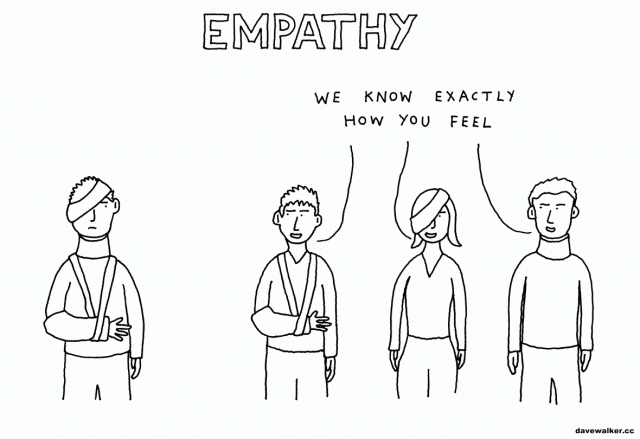 EMPATHY
WE KNOW EXACTLY
HOW YOU FEEL
davewalker.cc